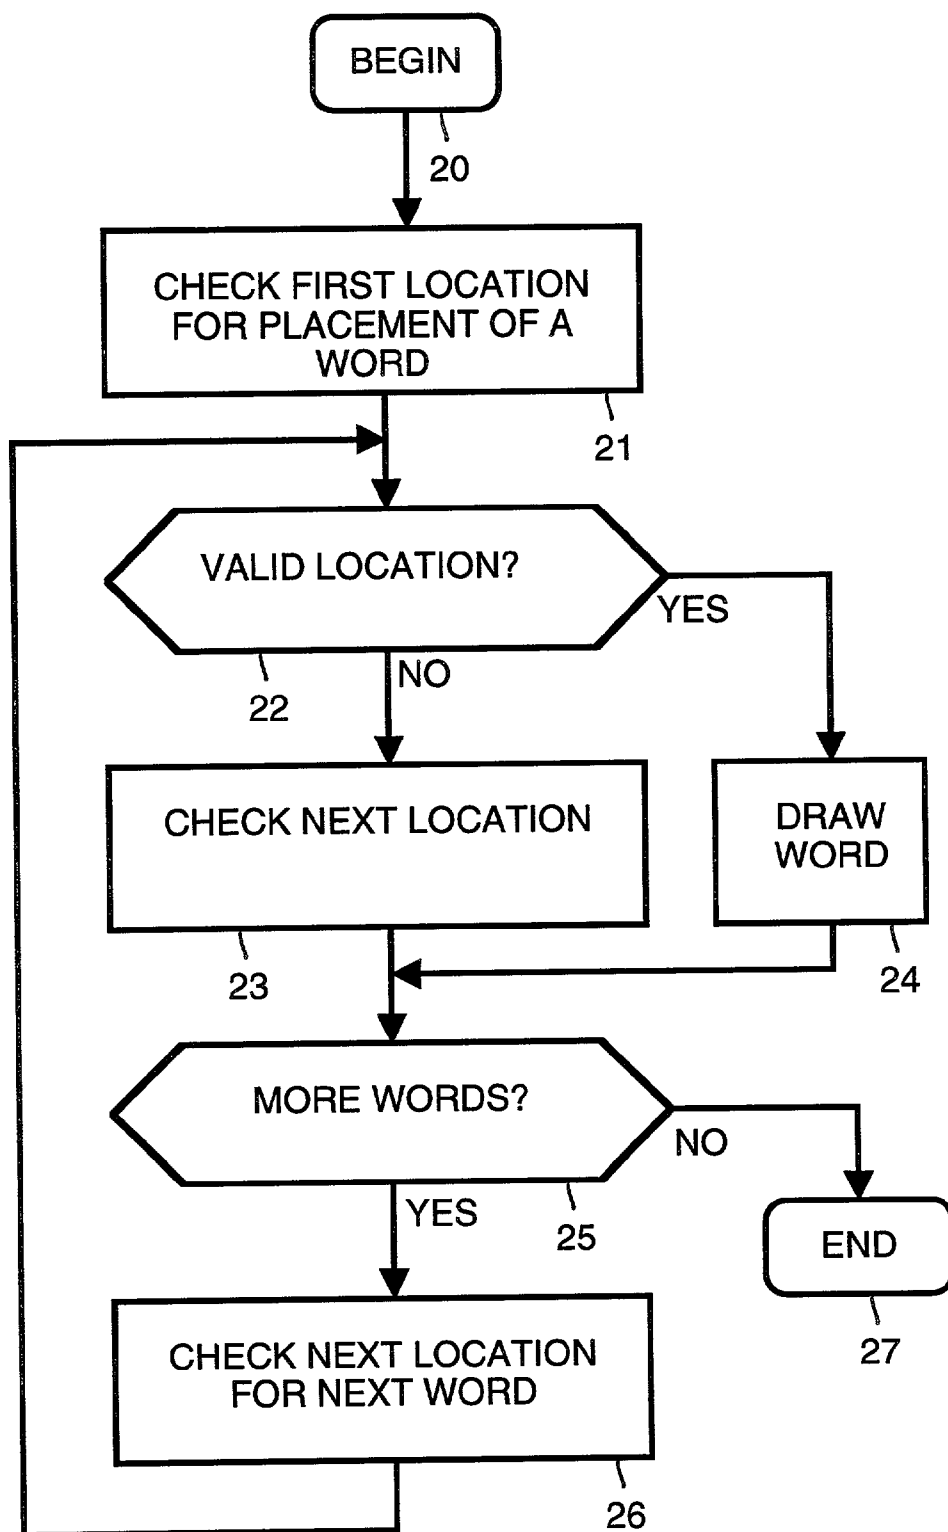 BEGIN
20
CHECK FIRST LOCATION
FOR PLACEMENT OF A
WORD
21
VALID LOCATION?
YES
NO
22
CHECK NEXT LOCATION
23
DRAW
WORD
24
MORE WORDS?
NO
YES
25
END
27
CHECK NEXT LOCATION
FOR NEXT WORD
26